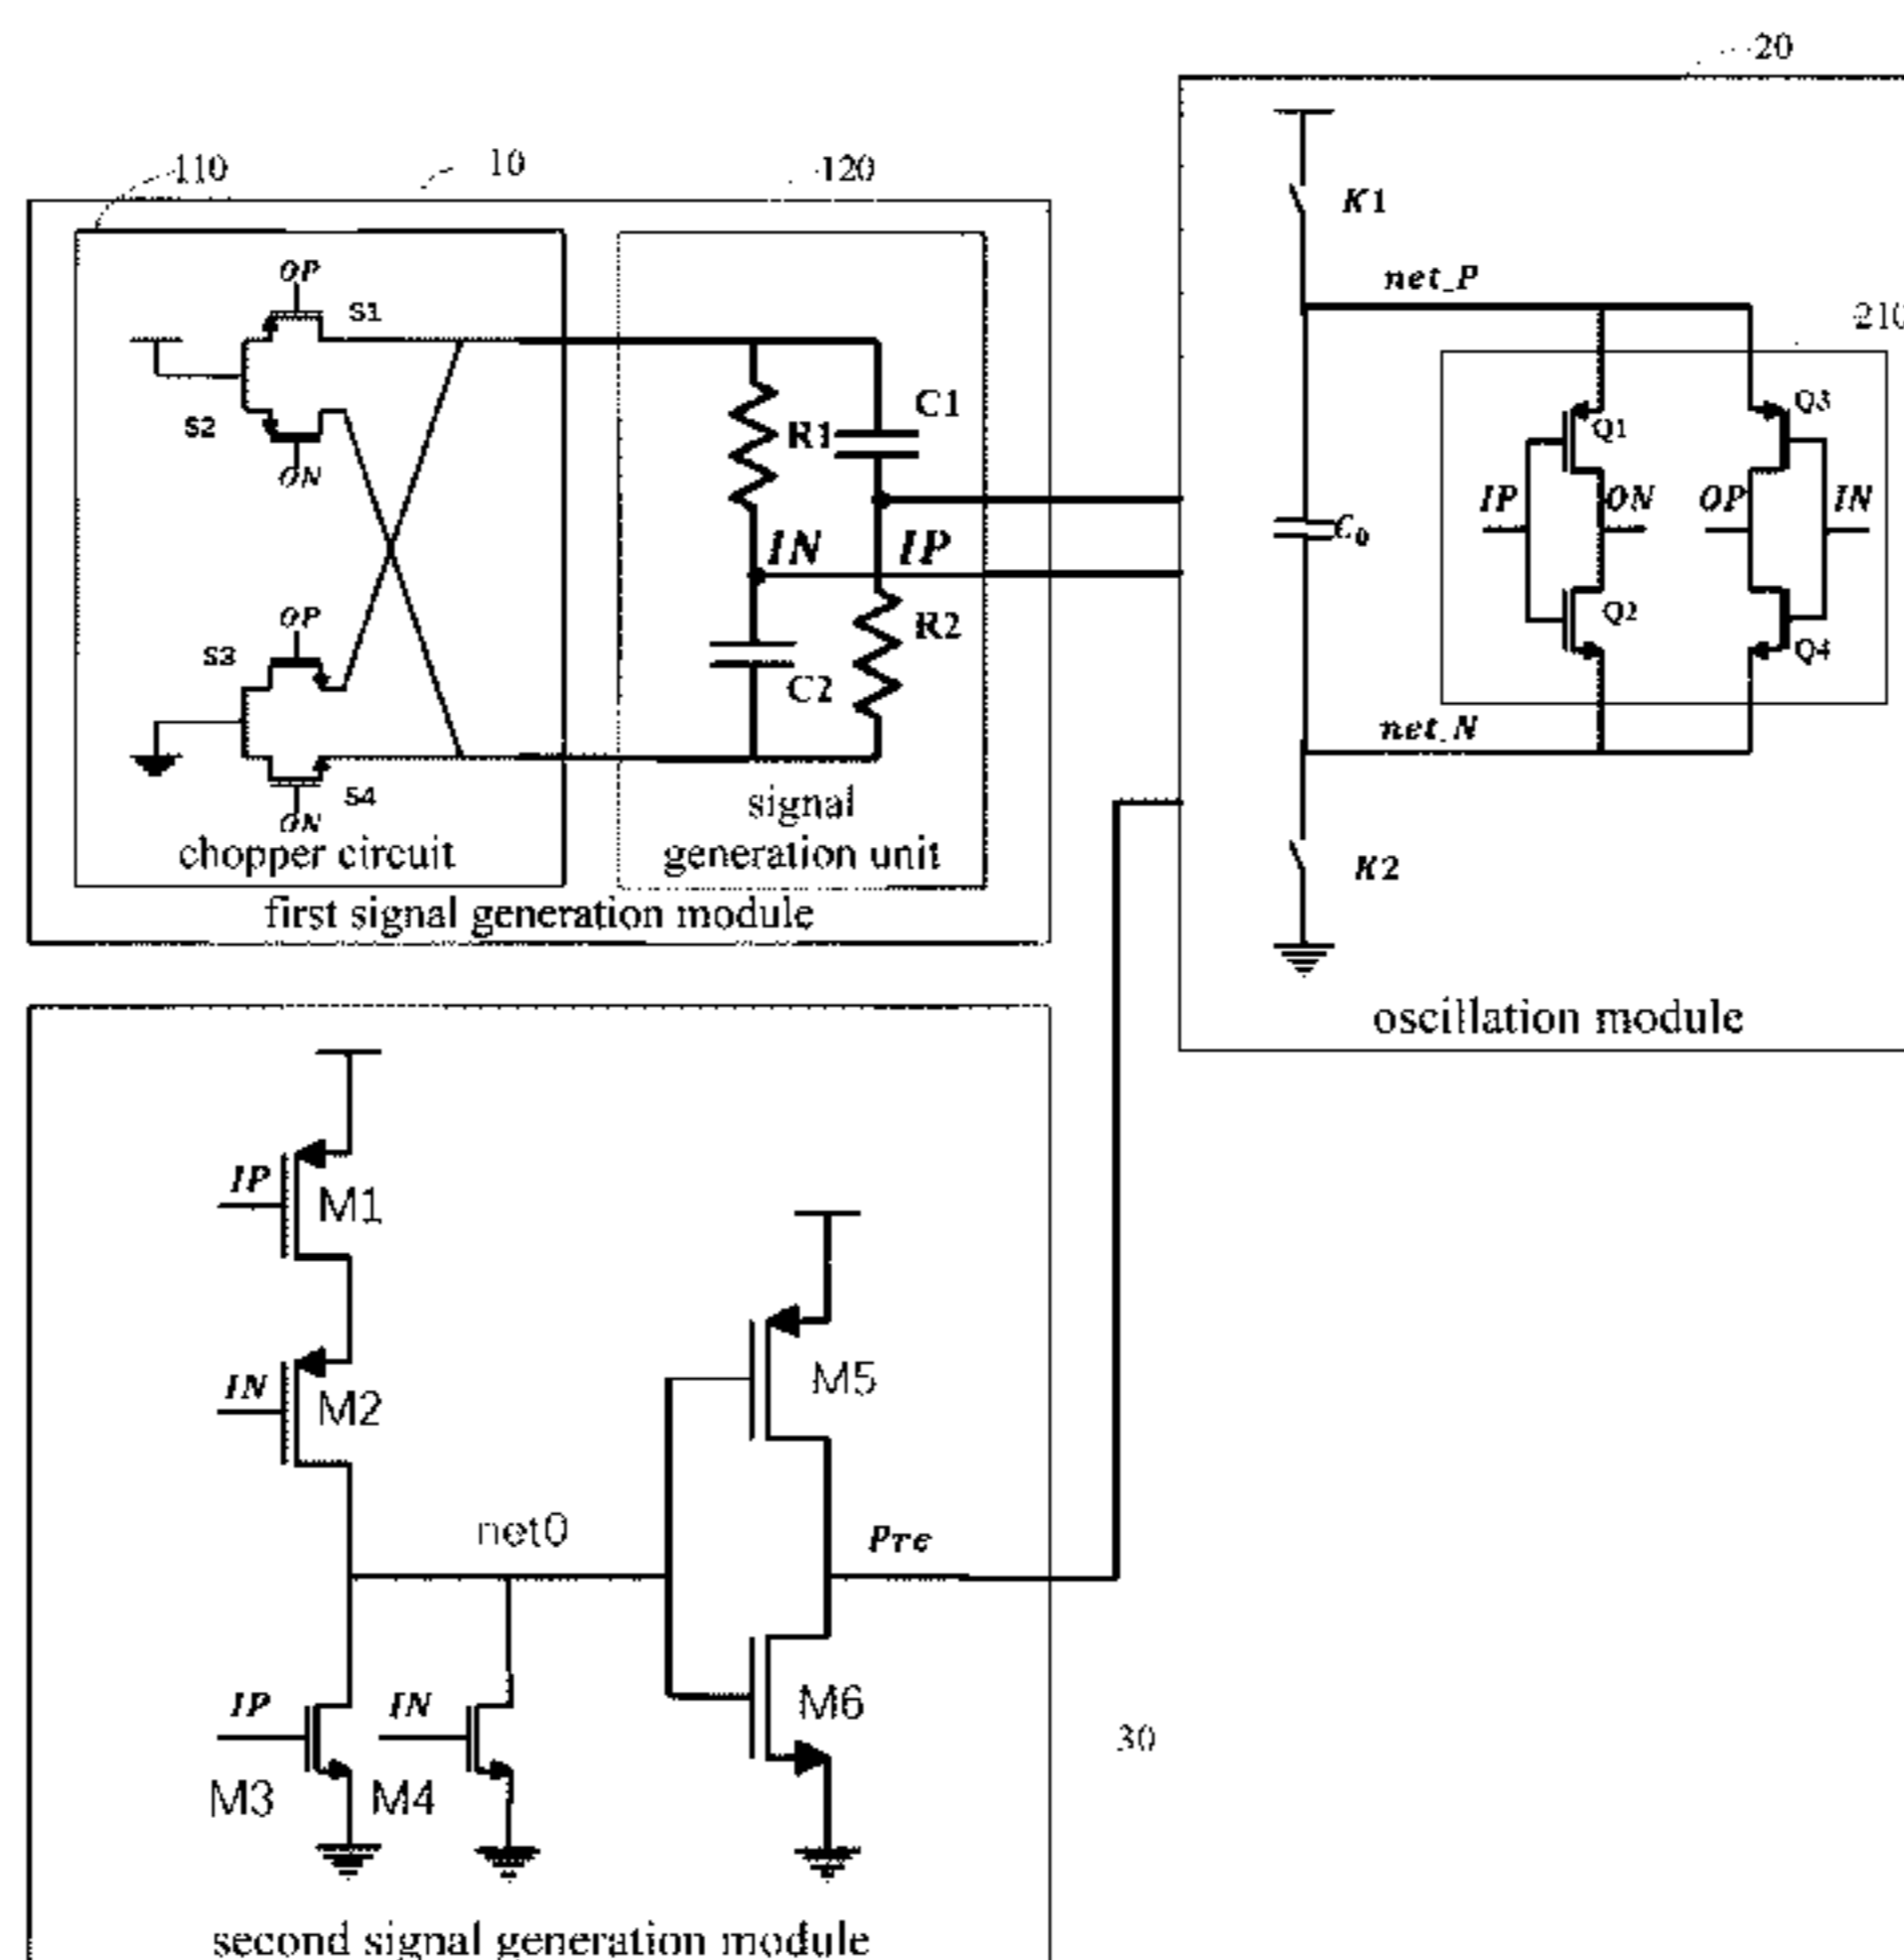 20
110
10
120
K1
OP
S1
net_P
210
S2
ON
R1
C1
Q1
Q3
IN
IP
IP
ON
OP
IN
C0
OP
S3
R2
Q2
Q4
C2
net_N
S4
ON
signal
generation unit
chopper circuit
K2
first signal generation module
oscillation module
IP
M1
IN
M2
M5
net0
Pre
IP
IN
M6
M3
M4
30
second signal generation module